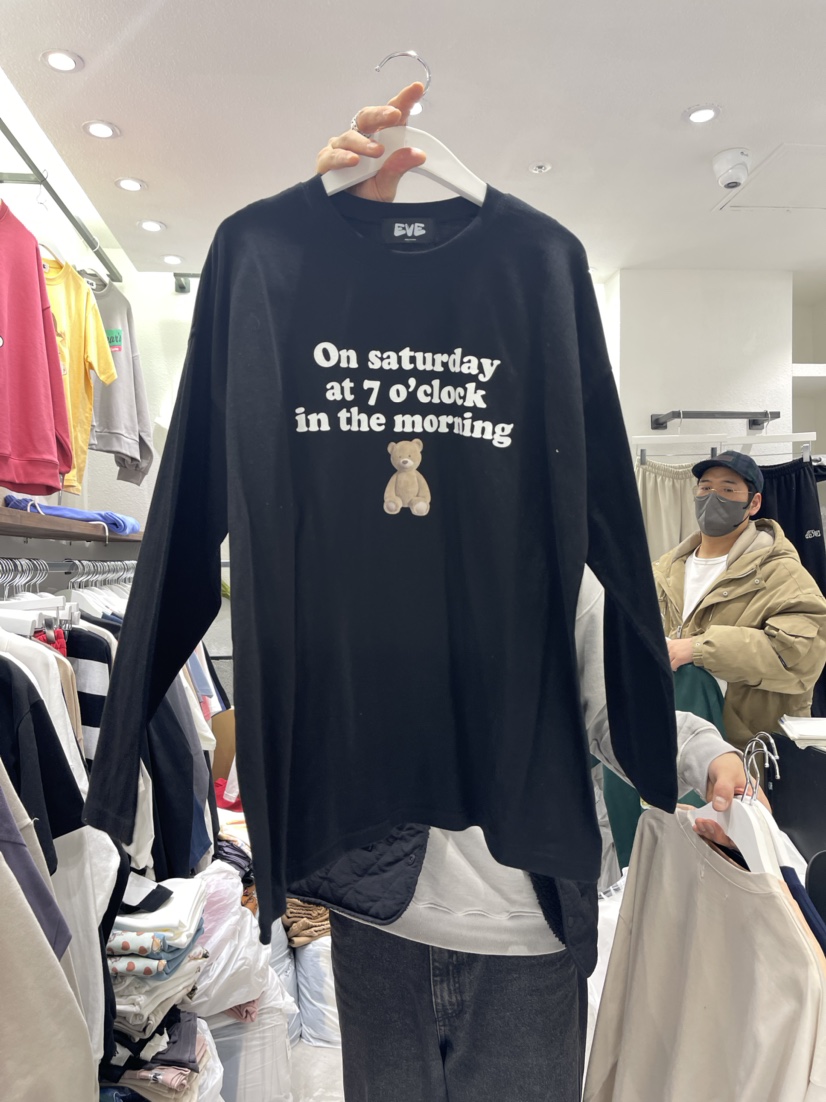 EVE
On saturday
at 7 o'clock
in the morning